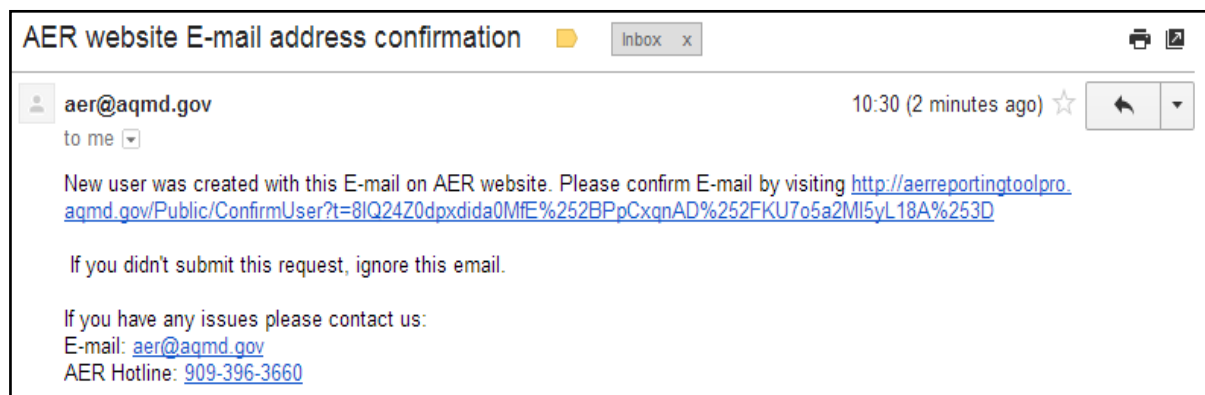 AER website E-mail address confirmation Inbox x
aer@aqmd.gov 10:30 (2 minutes ago)
to me
New user was created with this E-mail on AER website. Please confirm E-mail by visiting http://aerreportingtoolpro.
aqmd.gov/Public/ConfirmUser?t=8IQ24Z0dpxdida0MfE%252BPpCxqnAD%252FKU7o5a2MI5yL18A%253D
If you didn't submit this request, ignore this email.
If you have any issues please contact us:
E-mail: aer@aqmd.gov
AER Hotline: 909-396-3660